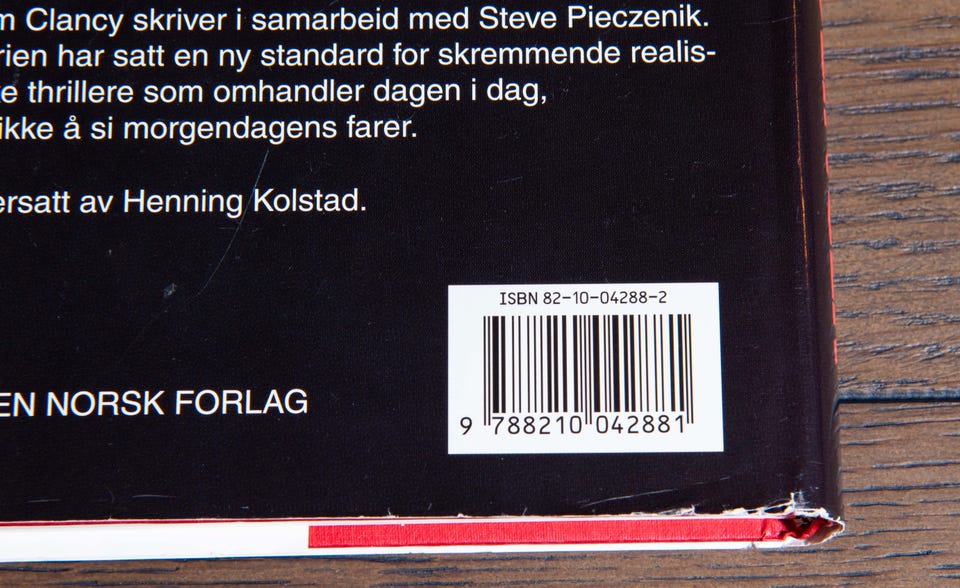 m Clancy skriver i samarbeid med Steve Pieczenik.
rien har satt en ny standard for skremmende realis-
e thrillere som omhandler dagen i dag,
ikke å si morgendagens farer.
ersatt av Henning Kolstad.
ISBN 82-10-04288-2
EN NORSK FORLAG
9 788210 042881